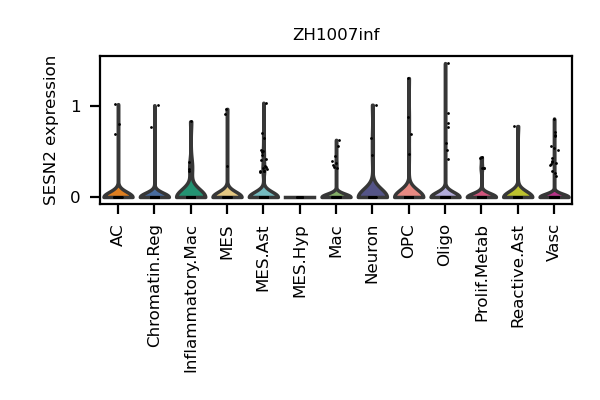 ZH1007inf
SESN2 expression
1
0
AC
Chromatin.Reg
Inflammatory.Mac
MES
MES.Ast
MES.Hyp
Mac
Neuron
OPC
Oligo
Prolif.Metab
Reactive.Ast
Vasc